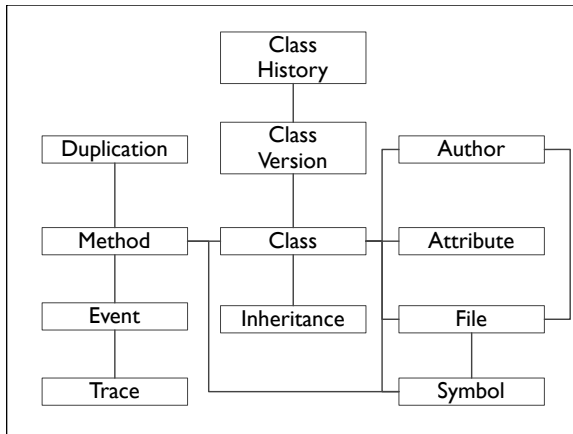 Class
History
Class
Version
Duplication
Author
Method
Class
Attribute
Event
Inheritance
File
Trace
Symbol